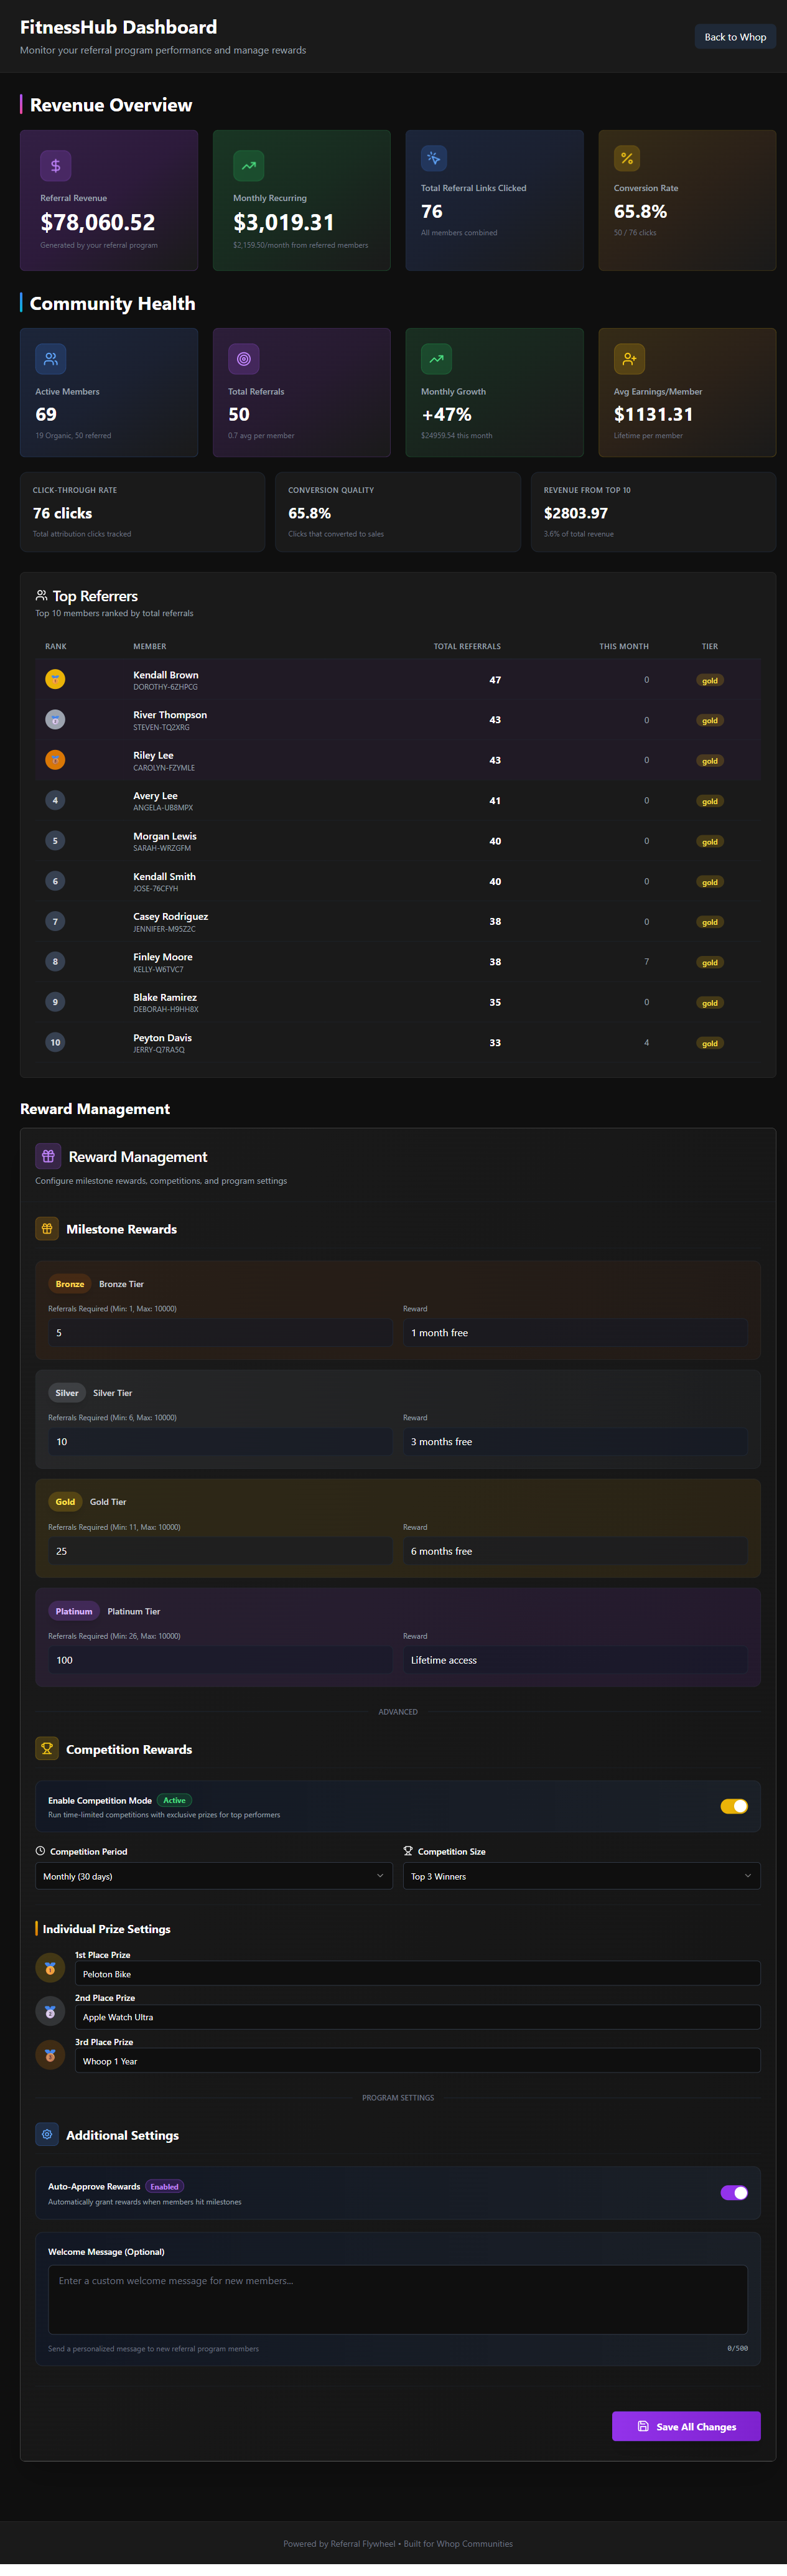 FitnessHub Dashboard
Monitor your referral program performance and manage rewards
Back to Whop
Revenue Overview
Referral Revenue
$78,060.52
Generated by your referral program
Monthly Recurring
$3,019.31
$2,159.50/month from referred members
Total Referral Links Clicked
76
All members combined
Conversion Rate
65.8%
50 / 76 clicks
Community Health
Active Members
69
19 Organic, 50 referred
Total Referrals
50
0.7 avg per member
Monthly Growth
+47%
$24959.54 this month
Avg Earnings/Member
$1131.31
Lifetime per member
CLICK-THROUGH RATE
76 clicks
Total attribution clicks tracked
CONVERSION QUALITY
65.8%
Clicks that converted to sales
REVENUE FROM TOP 10
$2803.97
3.6% of total revenue
Top Referrers
Top 10 members ranked by total referrals
RANK MEMBER TOTAL REFERRALS THIS MONTH TIER
Kendall Brown 47 0 gold
DOROTHY-6ZHPCG
River Thompson 43 0 gold
STEVEN-TQ2XRG
Riley Lee 43 0 gold
CAROLYN-FZYMLE
4 Avery Lee 41 0 gold
ANGELA-UB8MPX
5 Morgan Lewis 40 0 gold
SARAH-WRZGFM
6 Kendall Smith 40 0 gold
JOSE-76CFYH
7 Casey Rodriguez 38 0 gold
JENNIFER-M95Z2C
8 Finley Moore 38 7 gold
KELLY-W6TVC7
9 Blake Ramirez 35 0 gold
DEBORAH-H9HH8X
10 Peyton Davis 33 4 gold
JERRY-Q7RA5Q
Reward Management
Reward Management
Configure milestone rewards, competitions, and program settings
Milestone Rewards
Bronze Bronze Tier
Referrals Required (Min: 1, Max: 10000) Reward
5 1 month free
Silver Silver Tier
Referrals Required (Min: 6, Max: 10000) Reward
10 3 months free
Gold Gold Tier
Referrals Required (Min: 11, Max: 10000) Reward
25 6 months free
Platinum Platinum Tier
Referrals Required (Min: 26, Max: 10000) Reward
100 Lifetime access
ADVANCED
Competition Rewards
Enable Competition Mode Active
Run time-limited competitions with exclusive prizes for top performers
Competition Period Competition Size
Monthly (30 days) Top 3 Winners
Individual Prize Settings
1st Place Prize
Peloton Bike
2nd Place Prize
Apple Watch Ultra
3rd Place Prize
Whoop 1 Year
PROGRAM SETTINGS
Additional Settings
Auto-Approve Rewards Enabled
Automatically grant rewards when members hit milestones
Welcome Message (Optional)
Enter a custom welcome message for new members...
Send a personalized message to new referral program members 0/500
Save All Changes
Powered by Referral Flywheel • Built for Whop Communities